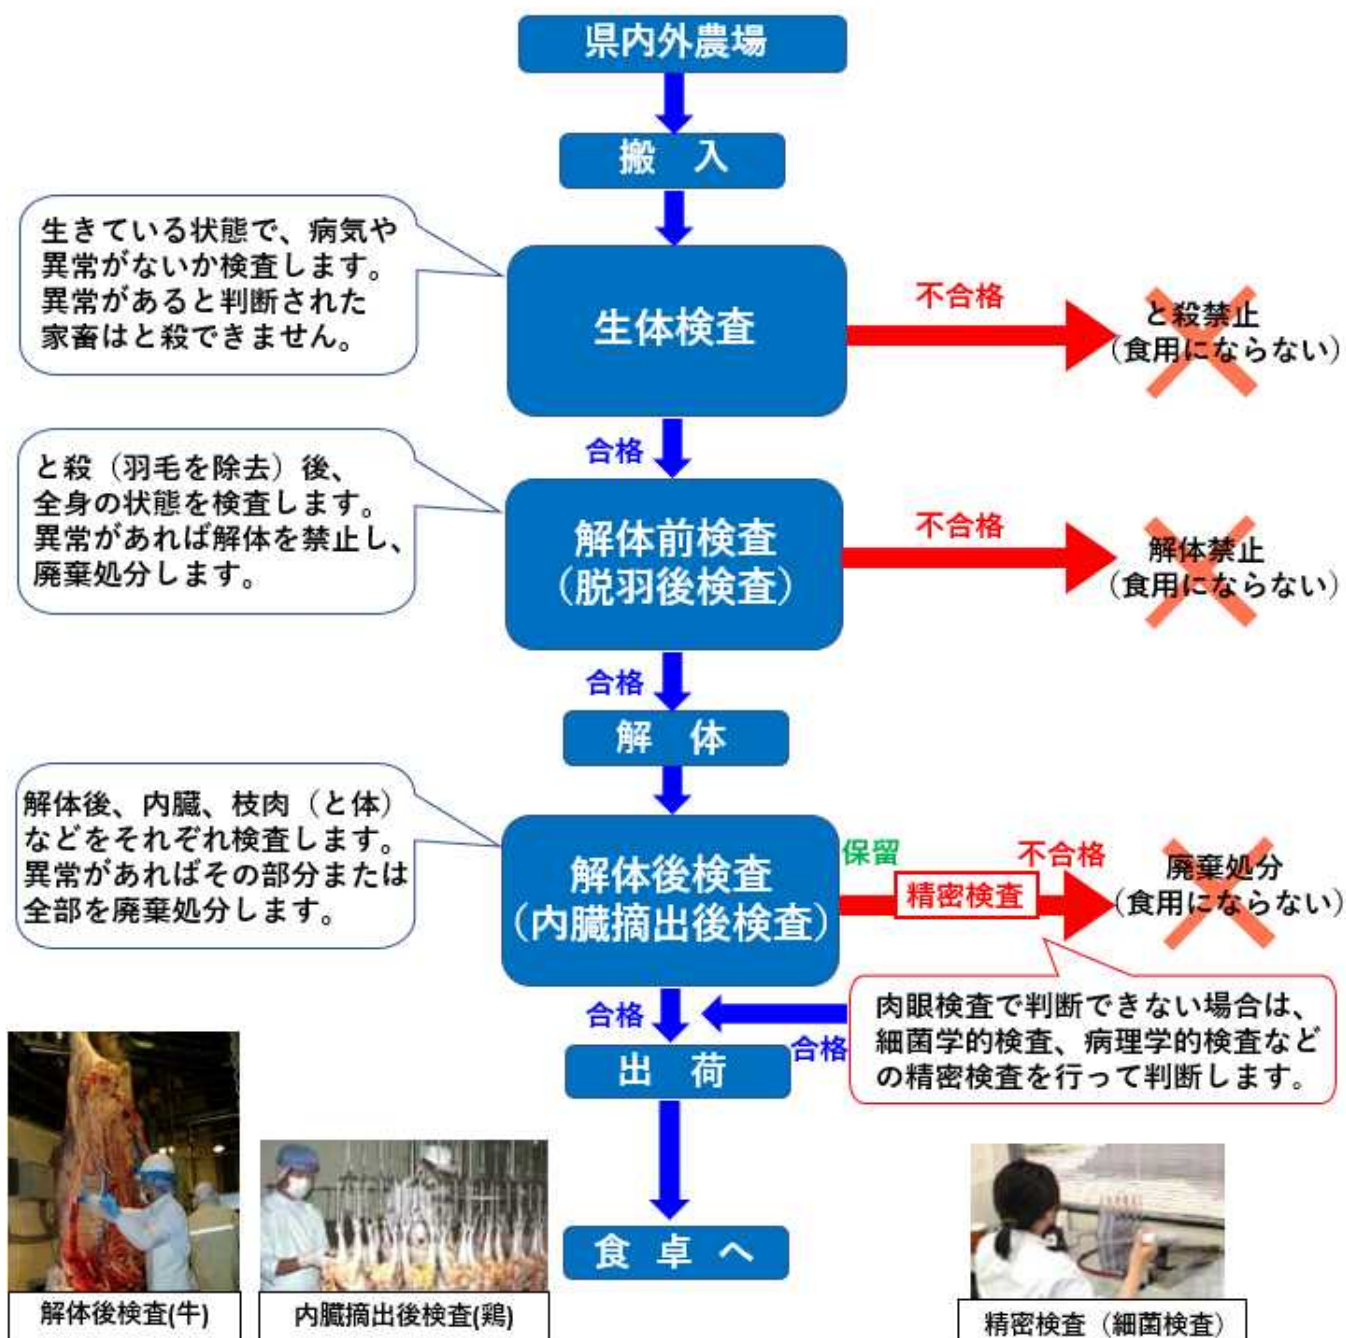 県内外農場
搬 入
生きている状態で、病気や
異常がないか検査します。
異常があると判断された
家畜はと殺できません。
生体検査
不合格
と殺禁止
（食用にならない）
合格
と殺（羽毛を除去）後、
全身の状態を検査します。
異常があれば解体を禁止し、
廃棄処分します。
解体前検査
（脱羽後検査）
不合格
解体禁止
（食用にならない）
合格
解 体
解体後、内臓、枝肉（と体）
などをそれぞれ検査します。
異常があればその部分または
全部を廃棄処分します。
解体後検査
（内臓摘出後検査）
保留
精密検査
不合格
廃棄処分
（食用にならない）
肉眼検査で判断できない場合は、
細菌学的検査、病理学的検査など
の精密検査を行って判断します。
合格
合格
出 荷
食 卓 へ
解体後検査(牛)
内臓摘出後検査(鶏)
精密検査（細菌検査）